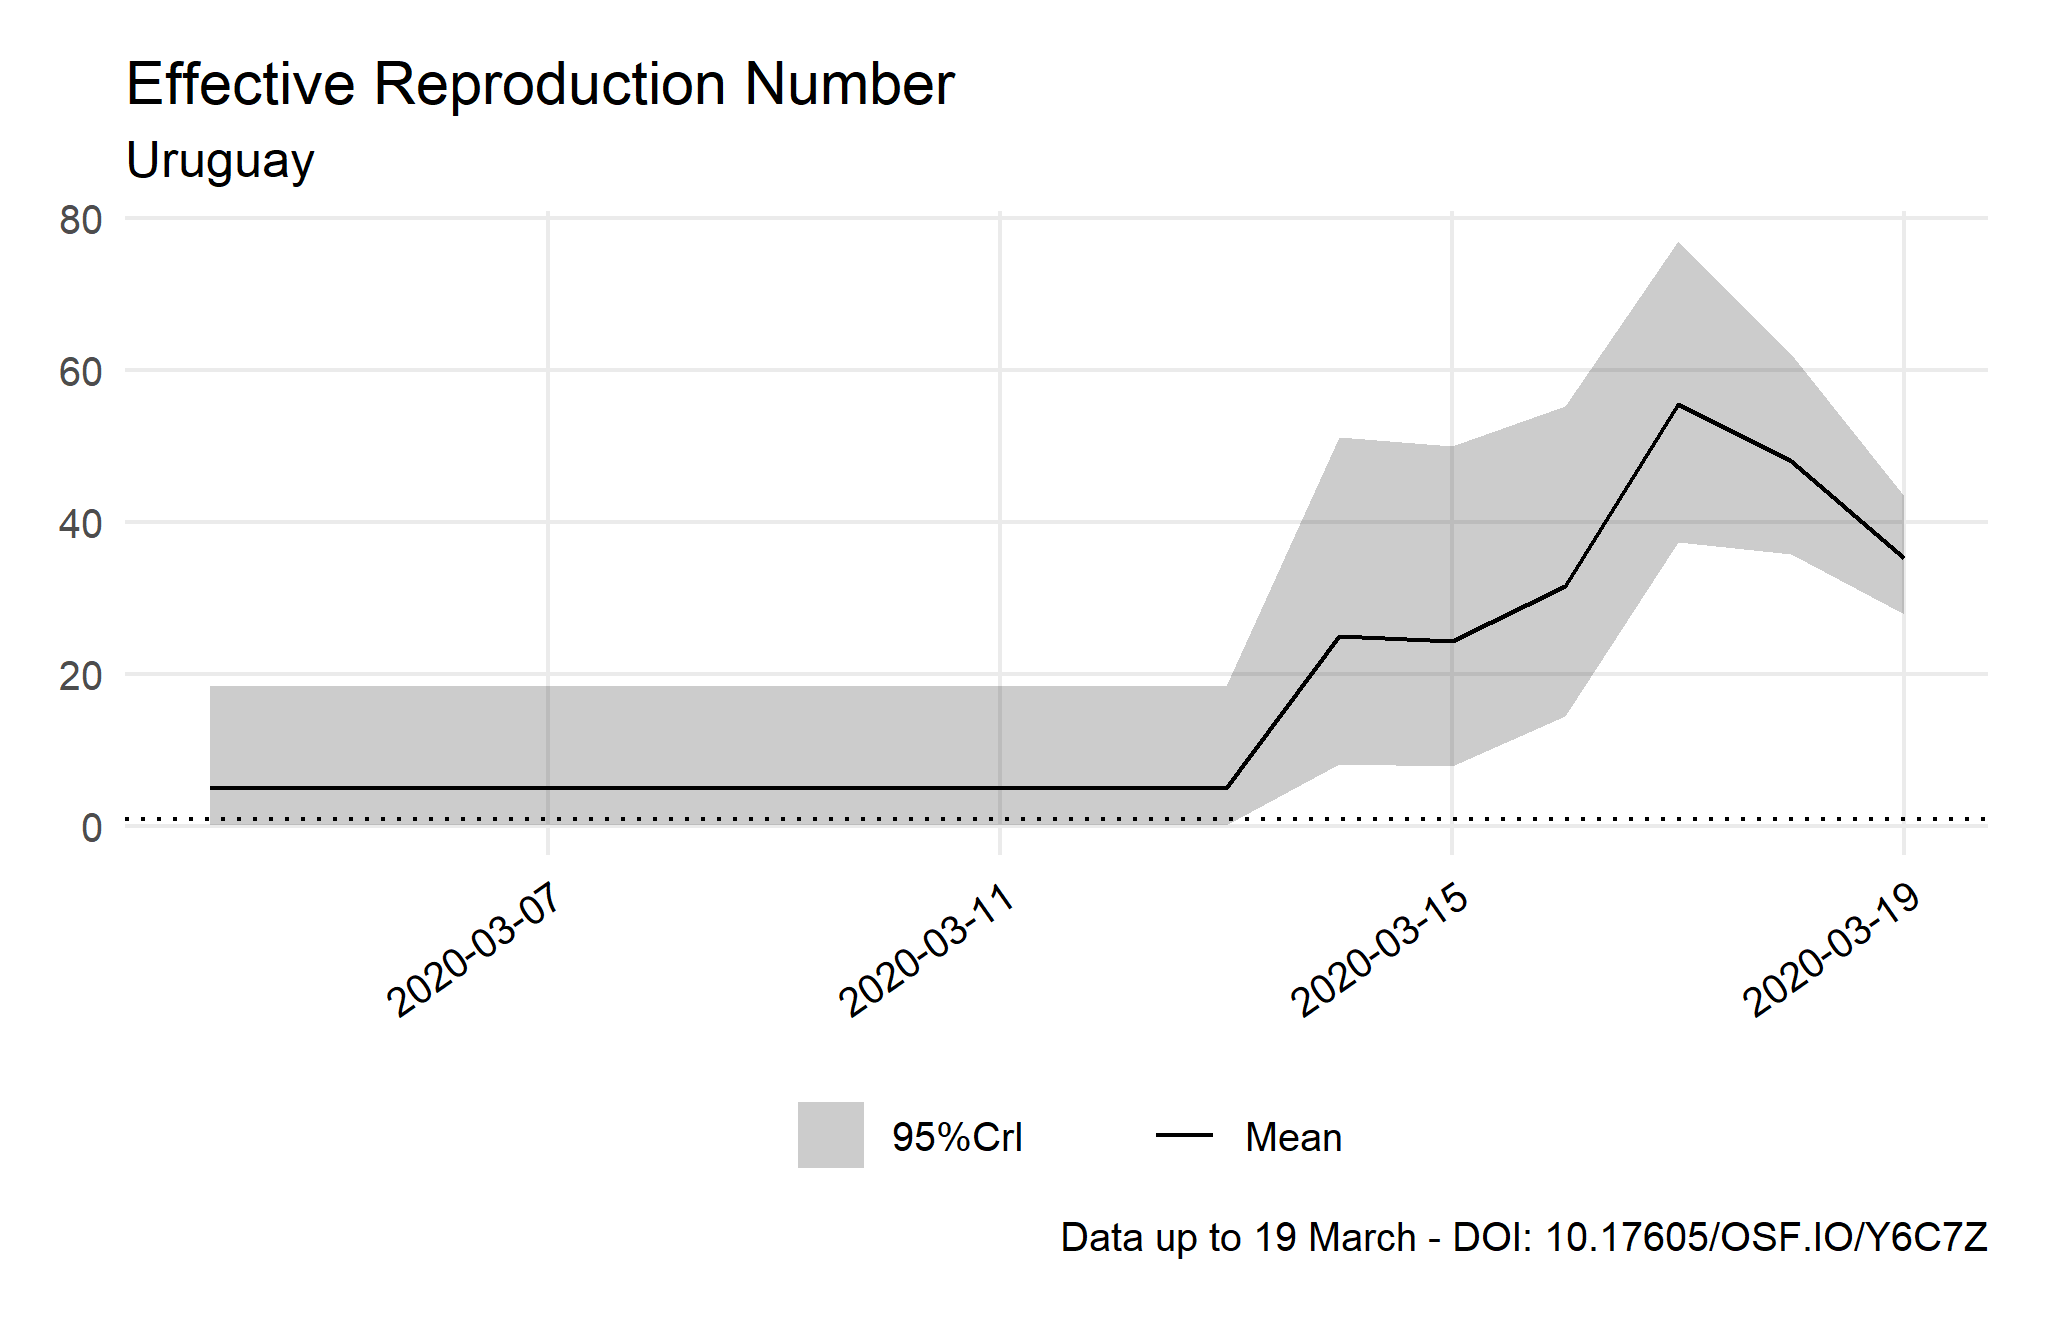 Effective Reproduction Number
Uruguay
80
60
40
20
0
2020-03-07
2020-03-11
2020-03-15
2020-03-19
95%CrI
Mean
Data up to 19 March - DOI: 10.17605/OSF.IO/Y6C7Z